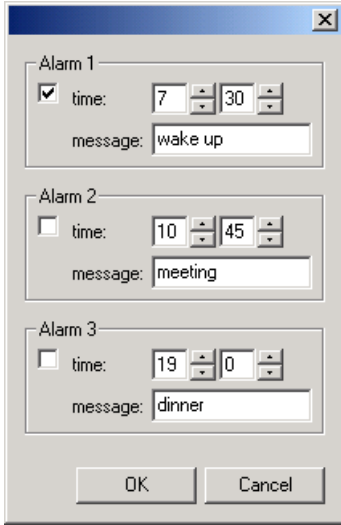 Alarm 1
time: 7 30
message: wake up
Alarm 2
time: 10 45
message: meeting
Alarm 3
time: 19 0
message: dinner
OK Cancel